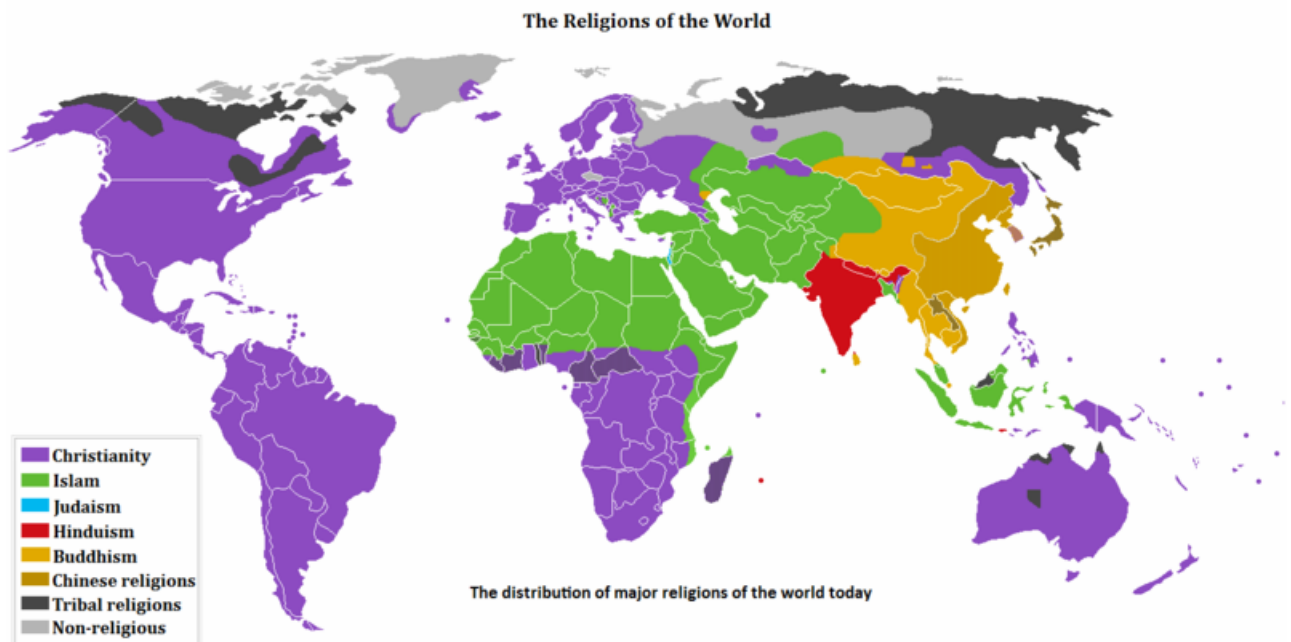 The Religions of the World
Christianity
Islam
Judaism
Hinduism
Buddhism
Chinese religions
Tribal religions
Non-religious
The distribution of major religions of the world today